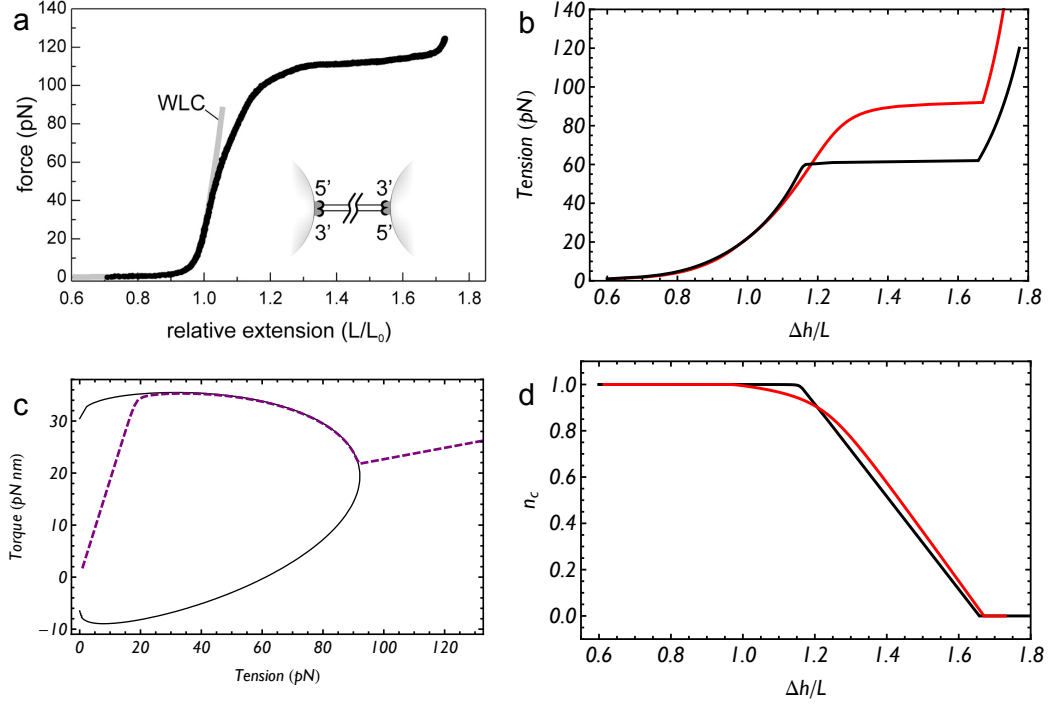 a
force (pN)
140
120
100
80
60
40
20
0
WLC
5’ 3’
3’ 5’
0.6 0.8 1.0 1.2 1.4 1.6 1.8
relative extension (L/L₀)
b
Tension (pN)
140
120
100
80
60
40
20
0
0.6 0.8 1.0 1.2 1.4 1.6 1.8
Δh/L
c
Torque (pN nm)
30
20
10
0
−10
0 20 40 60 80 100 120
Tension (pN)
d
n_c
1.0
0.8
0.6
0.4
0.2
0.0
0.6 0.8 1.0 1.2 1.4 1.6 1.8
Δh/L